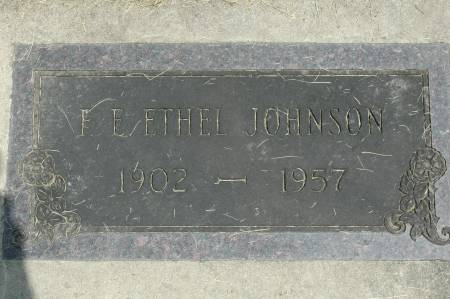 F. E. ETHEL JOHNSON
1902 — 1957